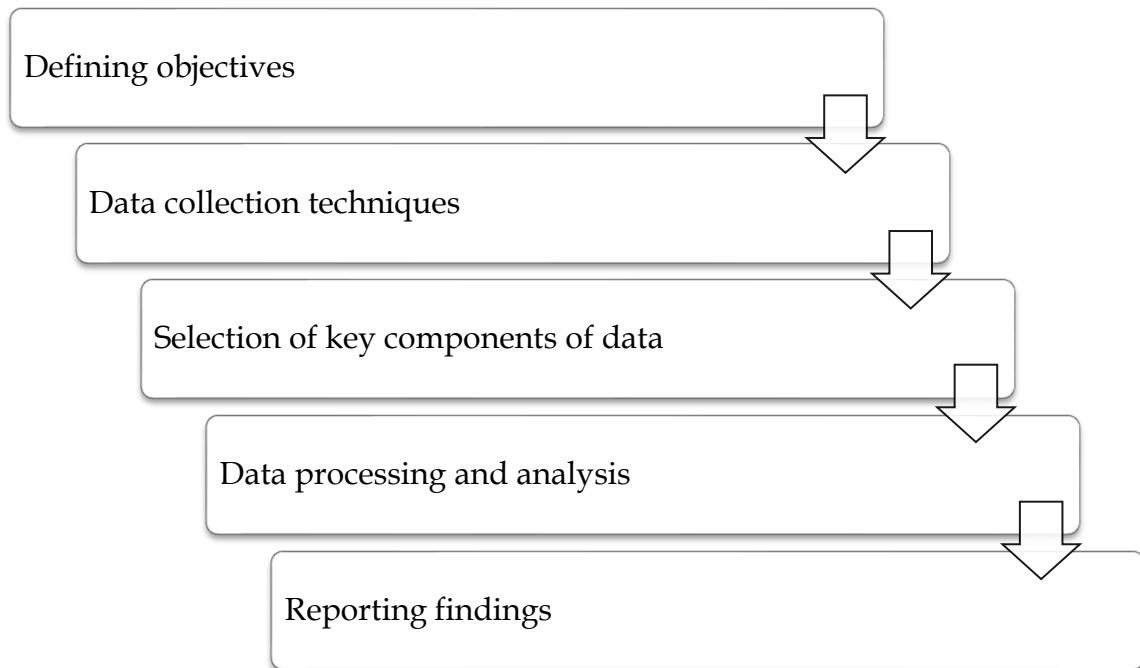 Defining objectives
Data collection techniques
Selection of key components of data
Data processing and analysis
Reporting findings